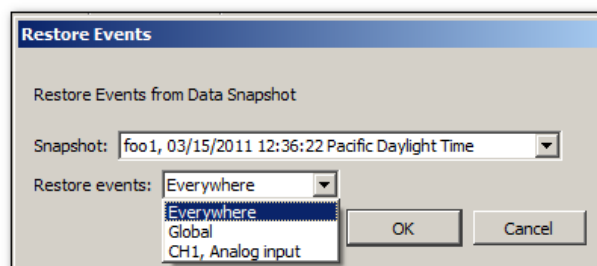 Restore Events
Restore Events from Data Snapshot
Snapshot: foo1, 03/15/2011 12:36:22 Pacific Daylight Time
Restore events: Everywhere
Everywhere
Global
CH1, Analog input
OK Cancel